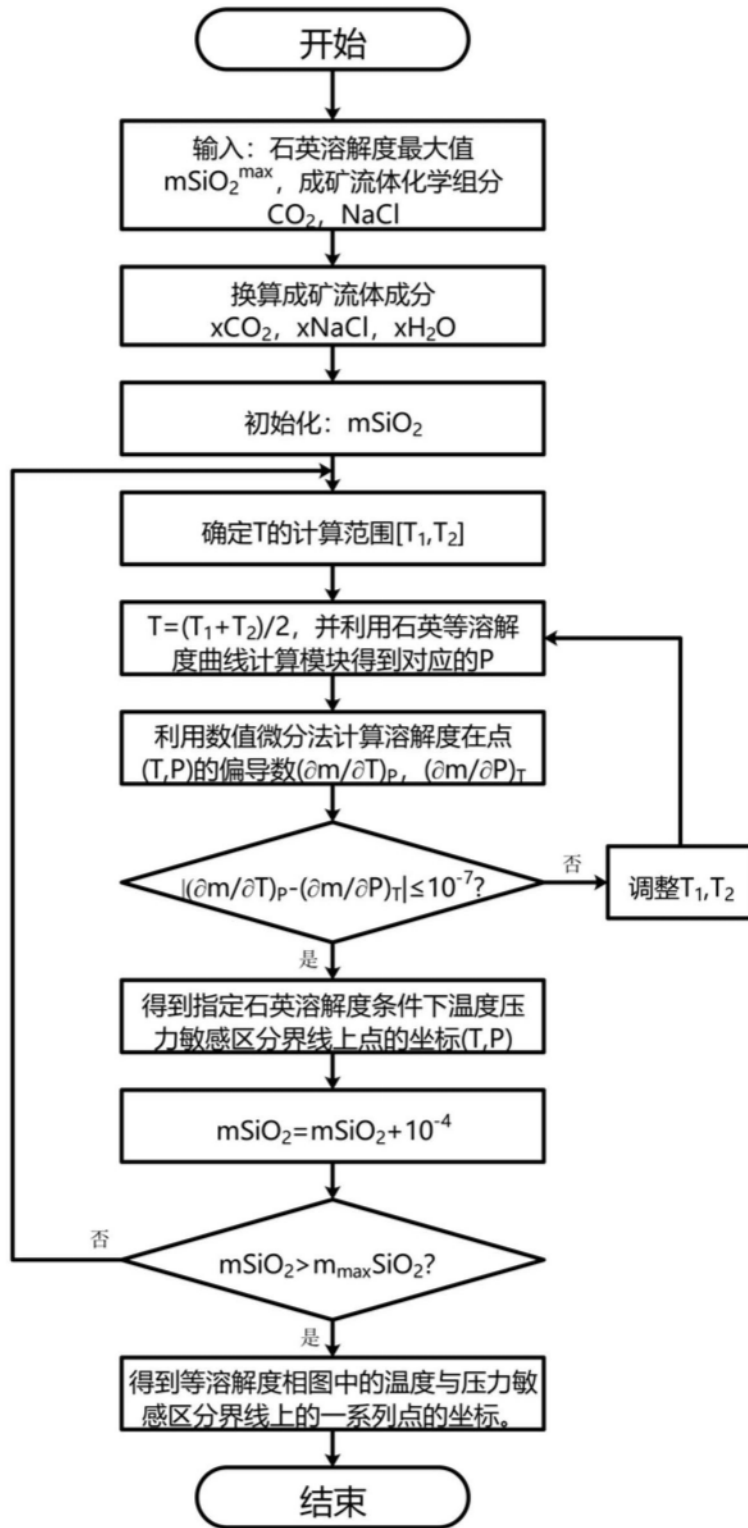 开始
输入：石英溶解度最大值
mSiO₂ᵐᵃˣ，成矿流体化学组分
CO₂，NaCl
换算成矿流体成分
xCO₂，xNaCl，xH₂O
初始化：mSiO₂
确定T的计算范围[T₁,T₂]
T=(T₁+T₂)/2，并利用石英等溶解
度曲线计算模块得到对应的P
利用数值微分法计算溶解度在点
(T,P)的偏导数(∂m/∂T)ₚ，(∂m/∂P)_T
|(∂m/∂T)ₚ-(∂m/∂P)_T|≤10⁻⁷?
否
调整T₁,T₂
是
得到指定石英溶解度条件下温度压
力敏感区分界线上点的坐标(T,P)
mSiO₂=mSiO₂+10⁻⁴
否
mSiO₂>mₘₐₓSiO₂?
是
得到等溶解度相图中的温度与压力敏
感区分界线上的一系列点的坐标。
结束